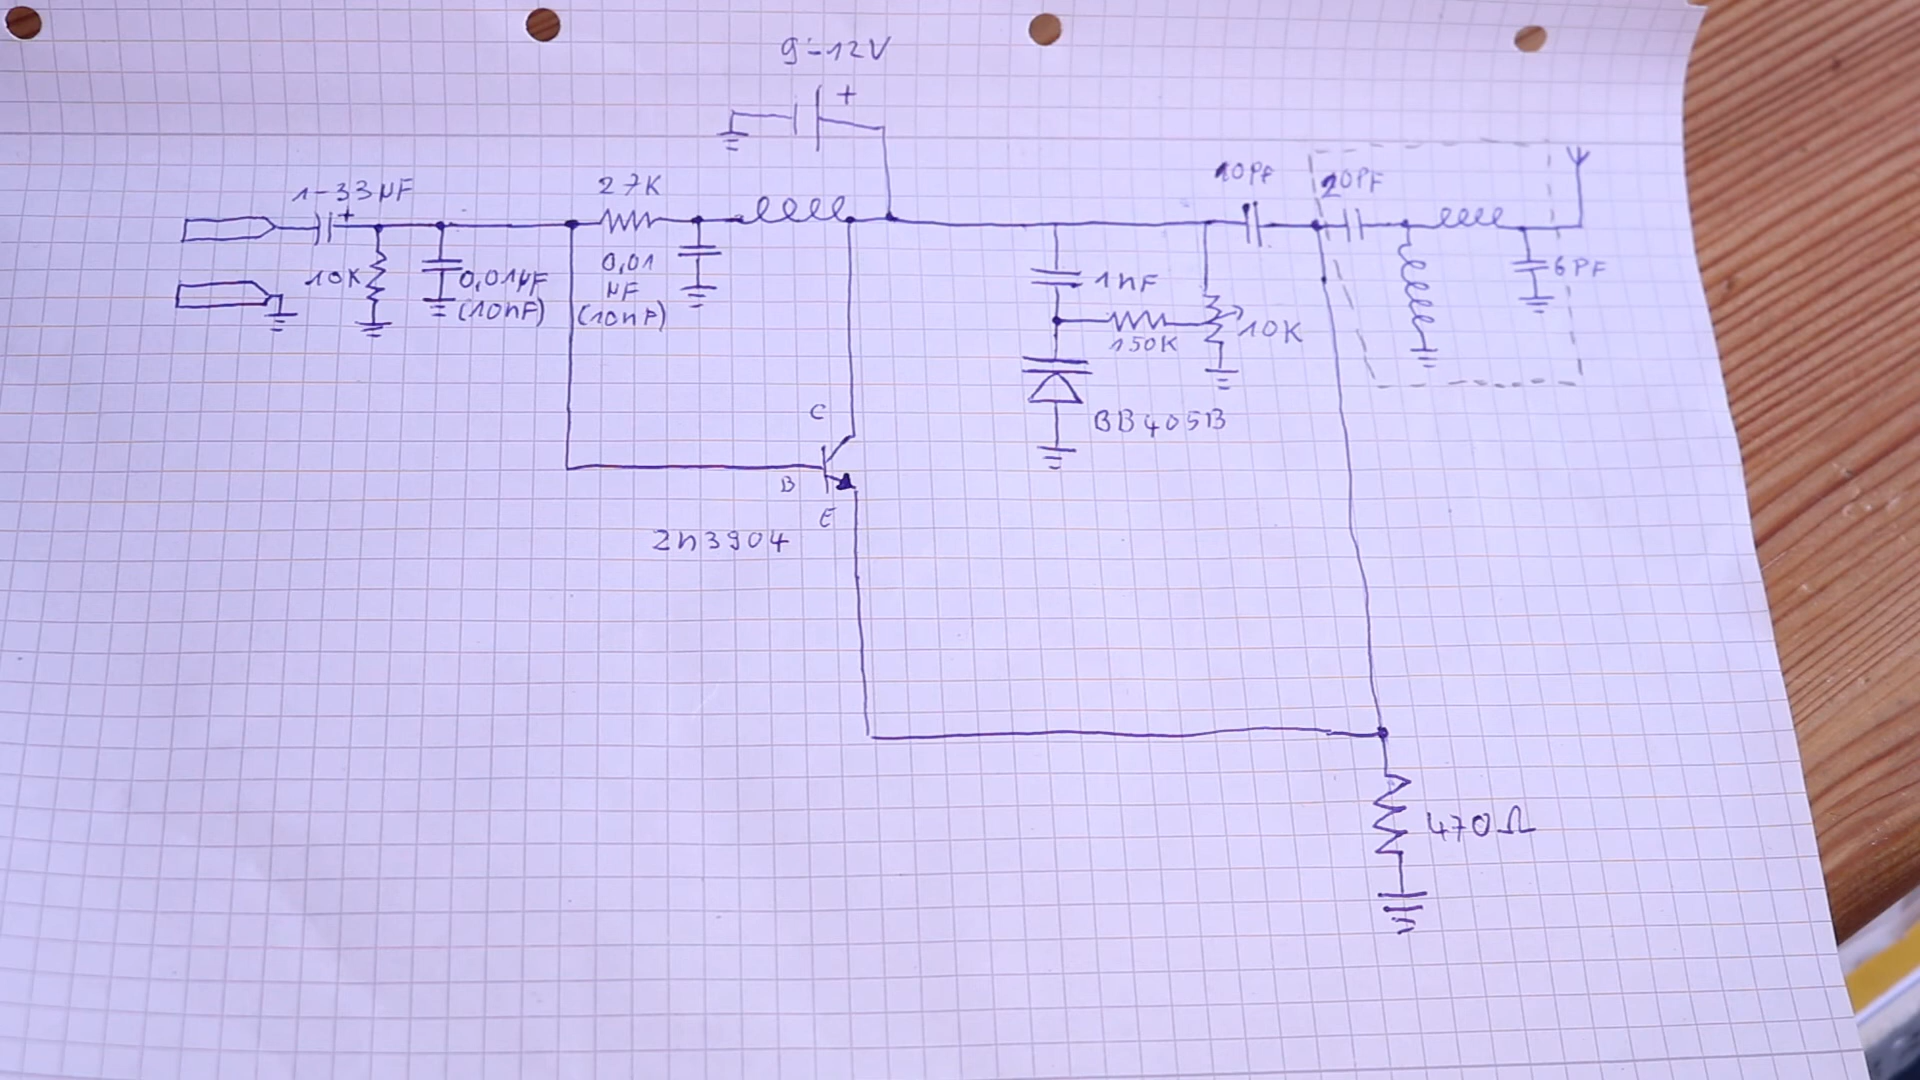 9-12V
+
1-33µF
+
27K
10PF
20PF
10K
0,01µF
(10nF)
0,01
µF
(10nF)
1nF
150K
10K
6PF
BB405B
C
B
E
2n3904
470Ω